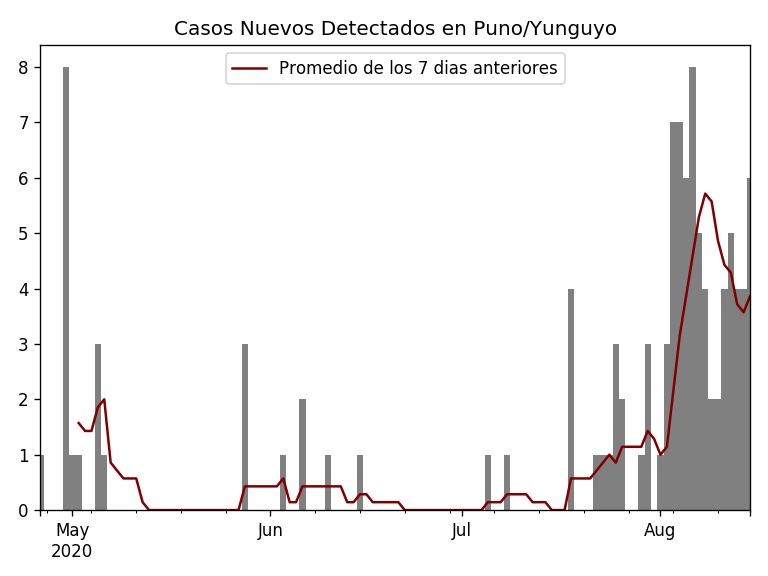 Casos Nuevos Detectados en Puno/Yunguyo
Promedio de los 7 dias anteriores
8
7
6
5
4
3
2
1
0
May
2020
Jun
Jul
Aug